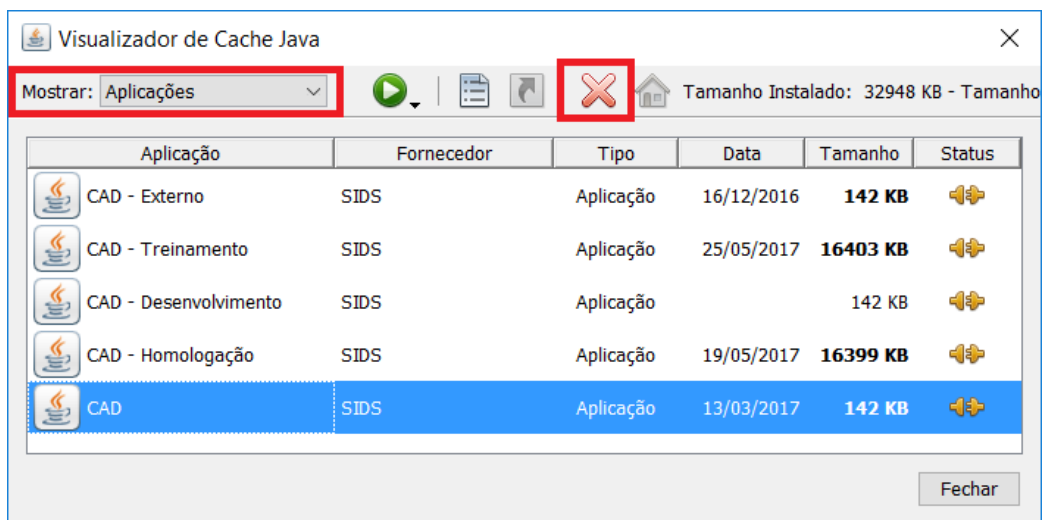 Visualizador de Cache Java
Mostrar: Aplicações Tamanho Instalado: 32948 KB - Tamanho
Aplicação Fornecedor Tipo Data Tamanho Status
CAD - Externo SIDS Aplicação 16/12/2016 142 KB
CAD - Treinamento SIDS Aplicação 25/05/2017 16403 KB
CAD - Desenvolvimento SIDS Aplicação 142 KB
CAD - Homologação SIDS Aplicação 19/05/2017 16399 KB
CAD SIDS Aplicação 13/03/2017 142 KB
Fechar